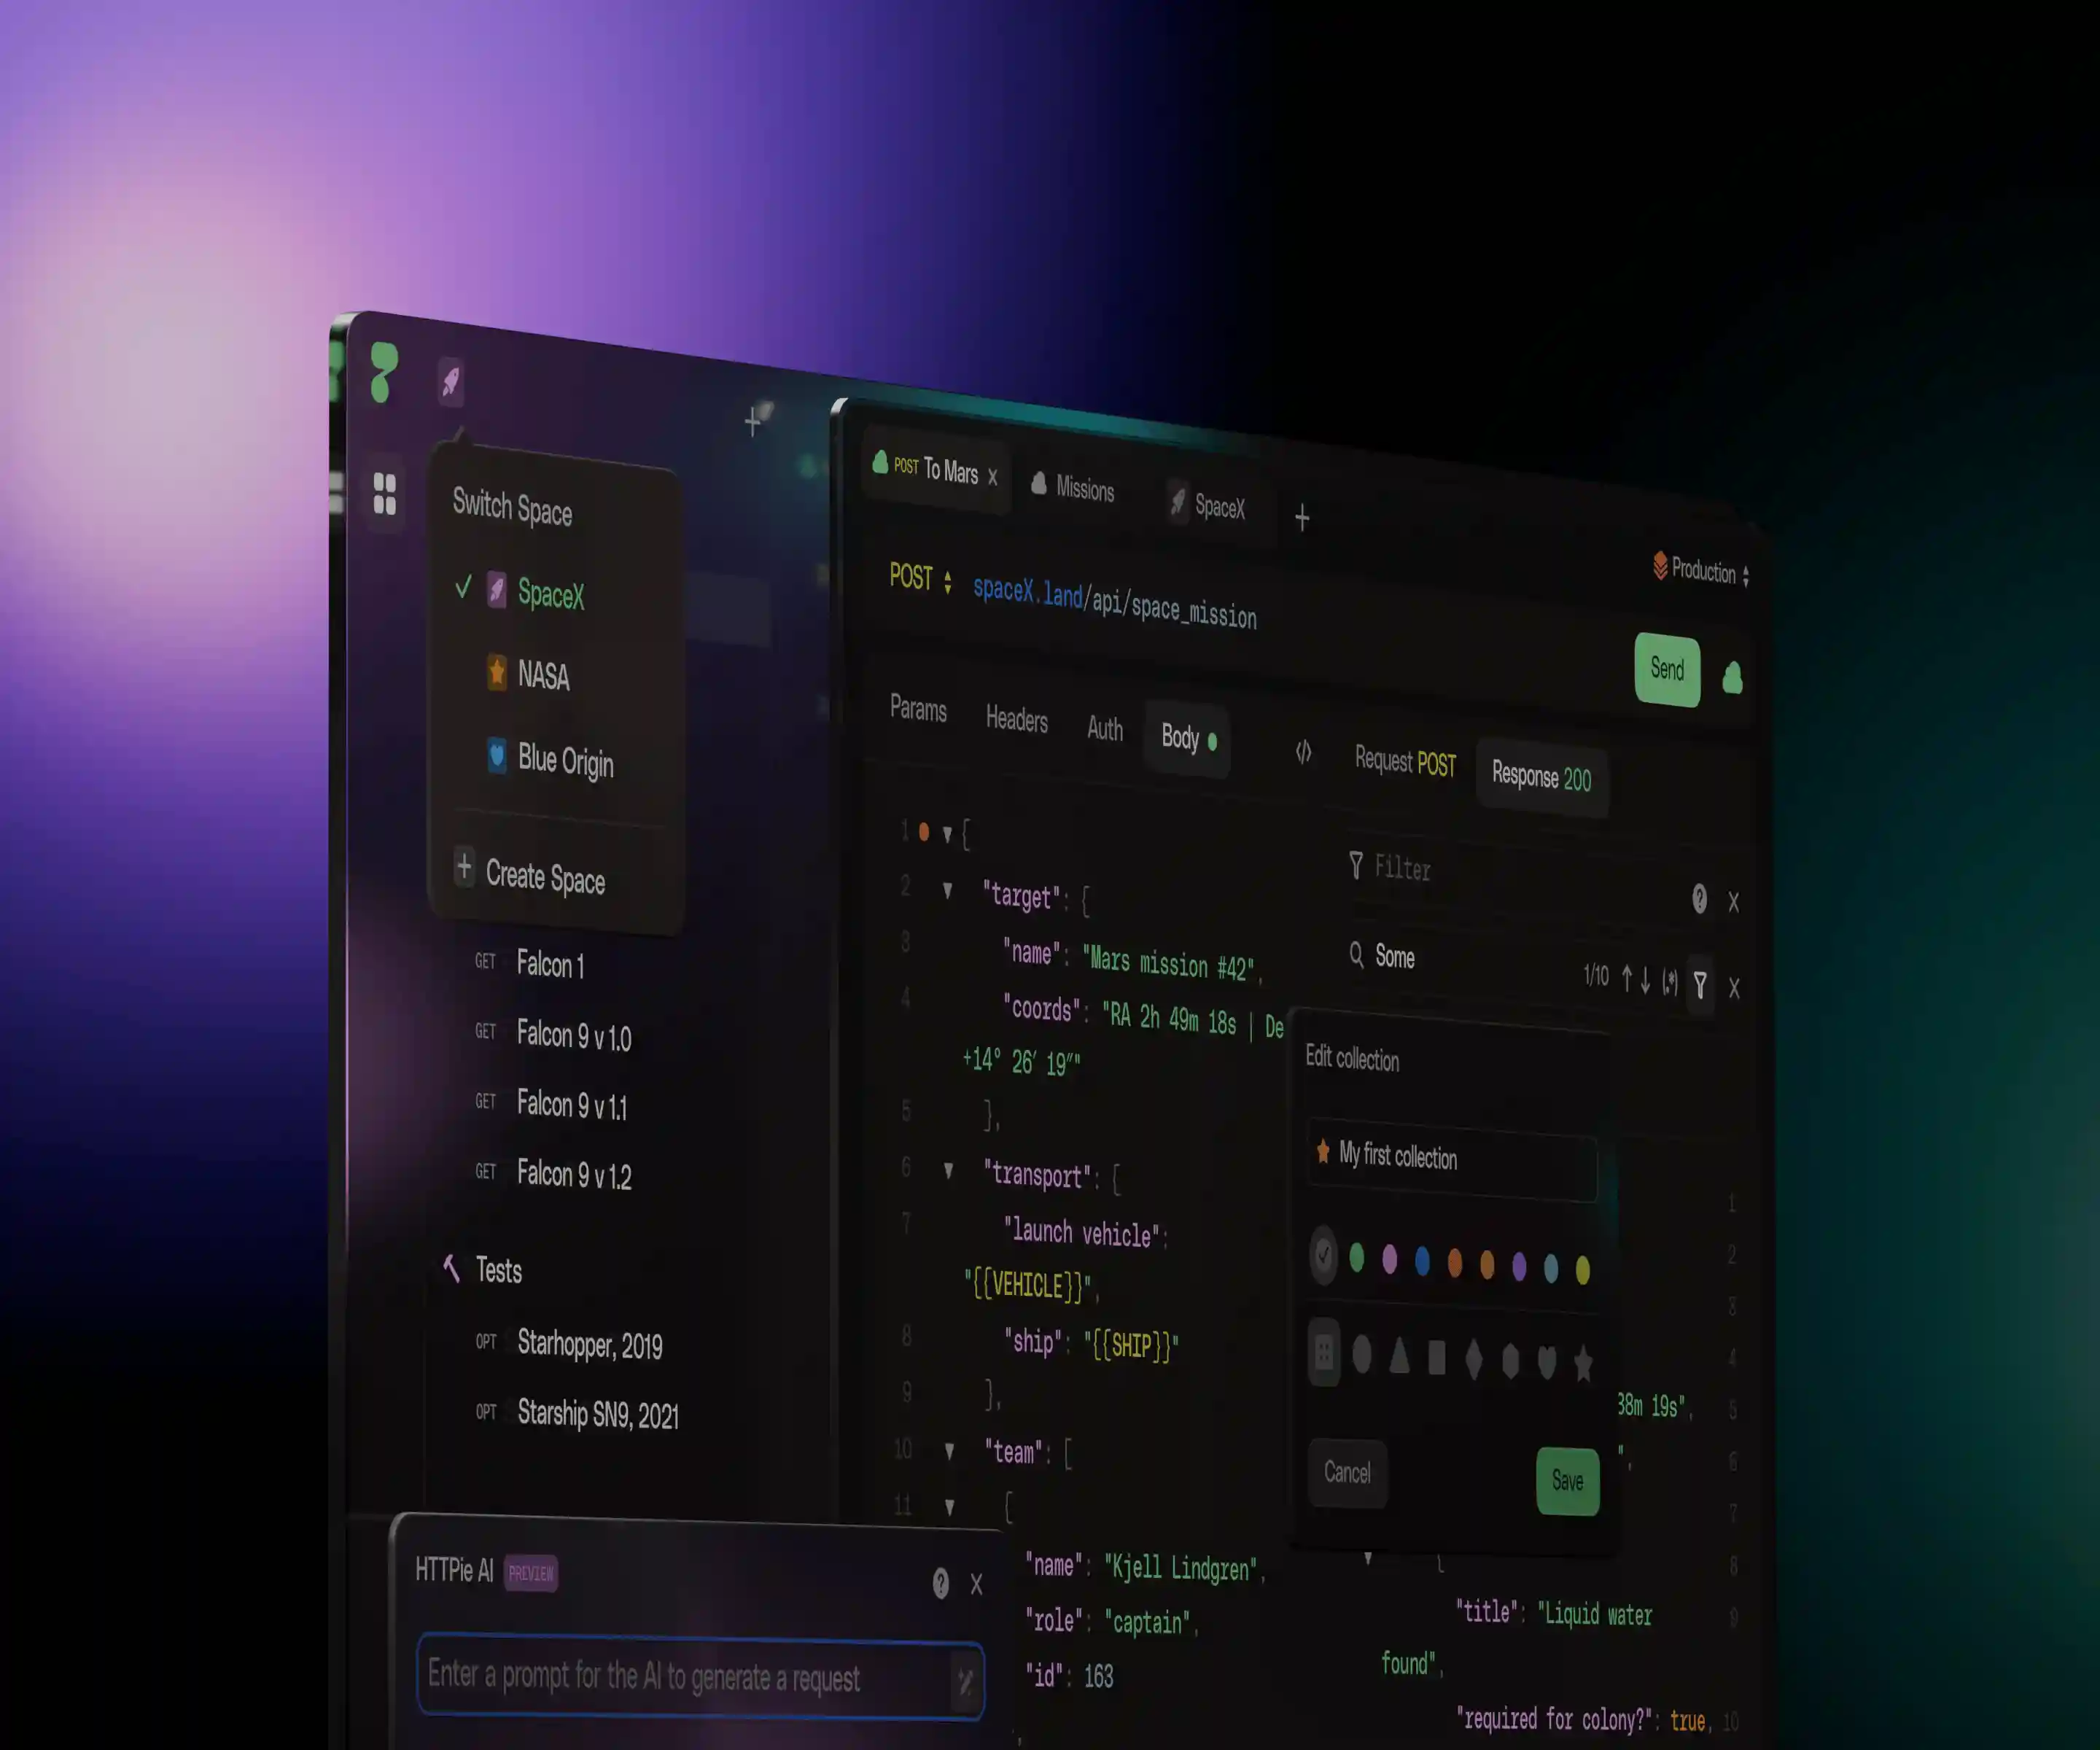 Switch Space
SpaceX
NASA
Blue Origin
Create Space
GET Falcon 1
GET Falcon 9 v 1.0
GET Falcon 9 v 1.1
GET Falcon 9 v 1.2
Tests
OPT Starhopper, 2019
OPT Starship SN9, 2021
HTTPie AI PREVIEW
Enter a prompt for the AI to generate a request
POST To Mars
Missions
SpaceX
Production
POST spaceX.land/api/space_mission
Send
Params Headers Auth Body
1 {
2 "target": {
3 "name": "Mars mission #42",
4 "coords": "RA 2h 49m 18s | De
+14° 26′ 19″"
5 },
6 "transport": {
7 "launch vehicle":
"{{VEHICLE}}",
8 "ship": "{{SHIP}}"
9 },
10 "team": [
11 {
"name": "Kjell Lindgren",
"role": "captain",
"id": 163
</> Request POST Response 200
Filter
Some 1/10 (.*)
Edit collection
My first collection
Cancel Save
1
2
3
4
38m 19s", 5
", 6
7
{ 8
"title": "Liquid water 9
found",
"required for colony?": true, 10